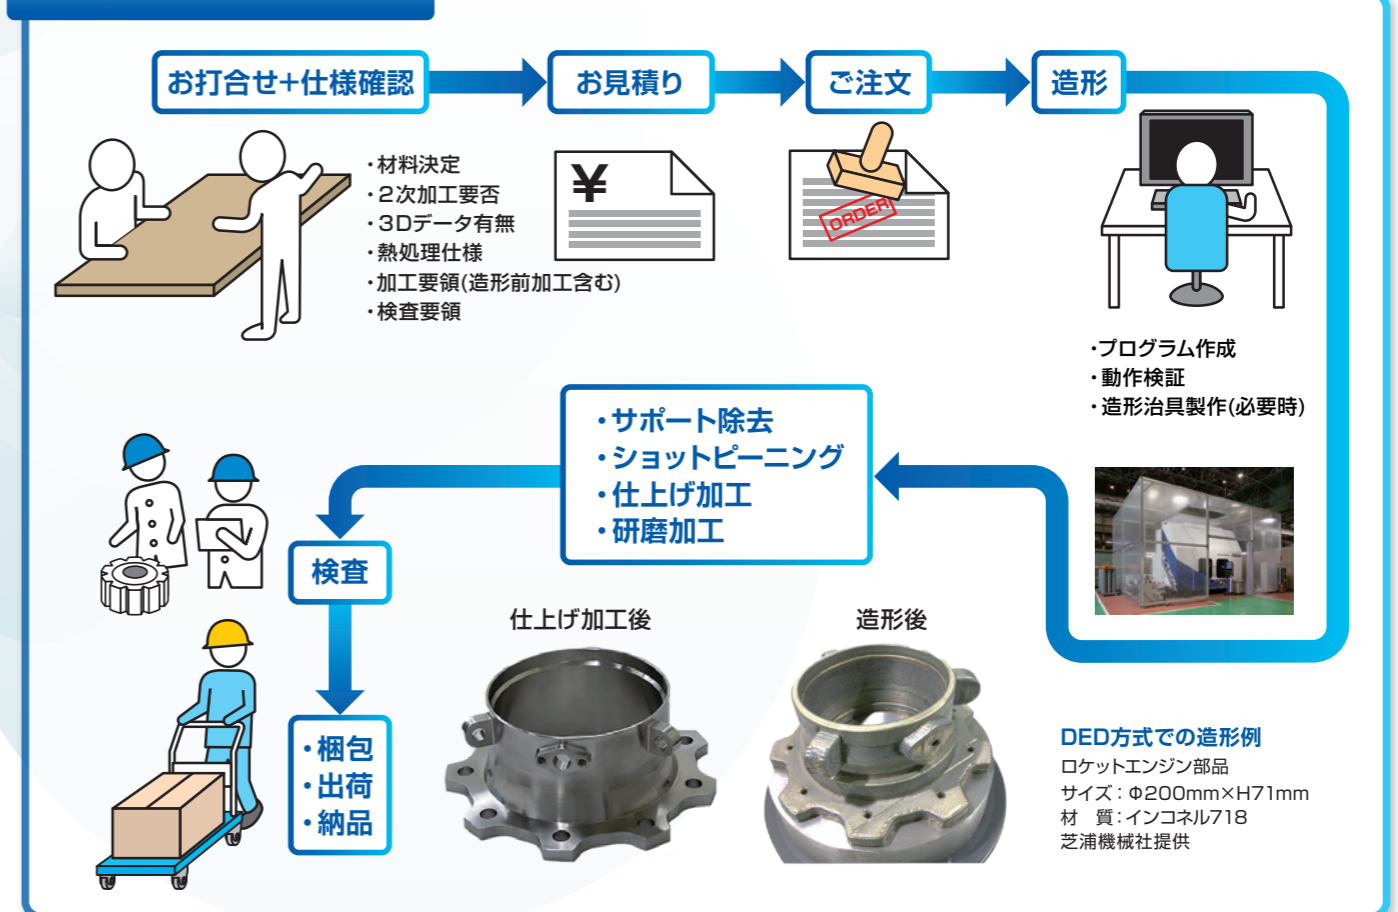 お打合せ+仕様確認
お見積り
ご注文
造形
・材料決定
・2次加工要否
・3Dデータ有無
・熱処理仕様
・加工要領(造形前加工含む)
・検査要領
¥
ORDER
・プログラム作成
・動作検証
・造形治具製作(必要時)
・サポート除去
・ショットピーニング
・仕上げ加工
・研磨加工
検査
・梱包
・出荷
・納品
仕上げ加工後
造形後
DED方式での造形例
ロケットエンジン部品
サイズ：Φ200mm×H71mm
材　質：インコネル718
芝浦機械社提供